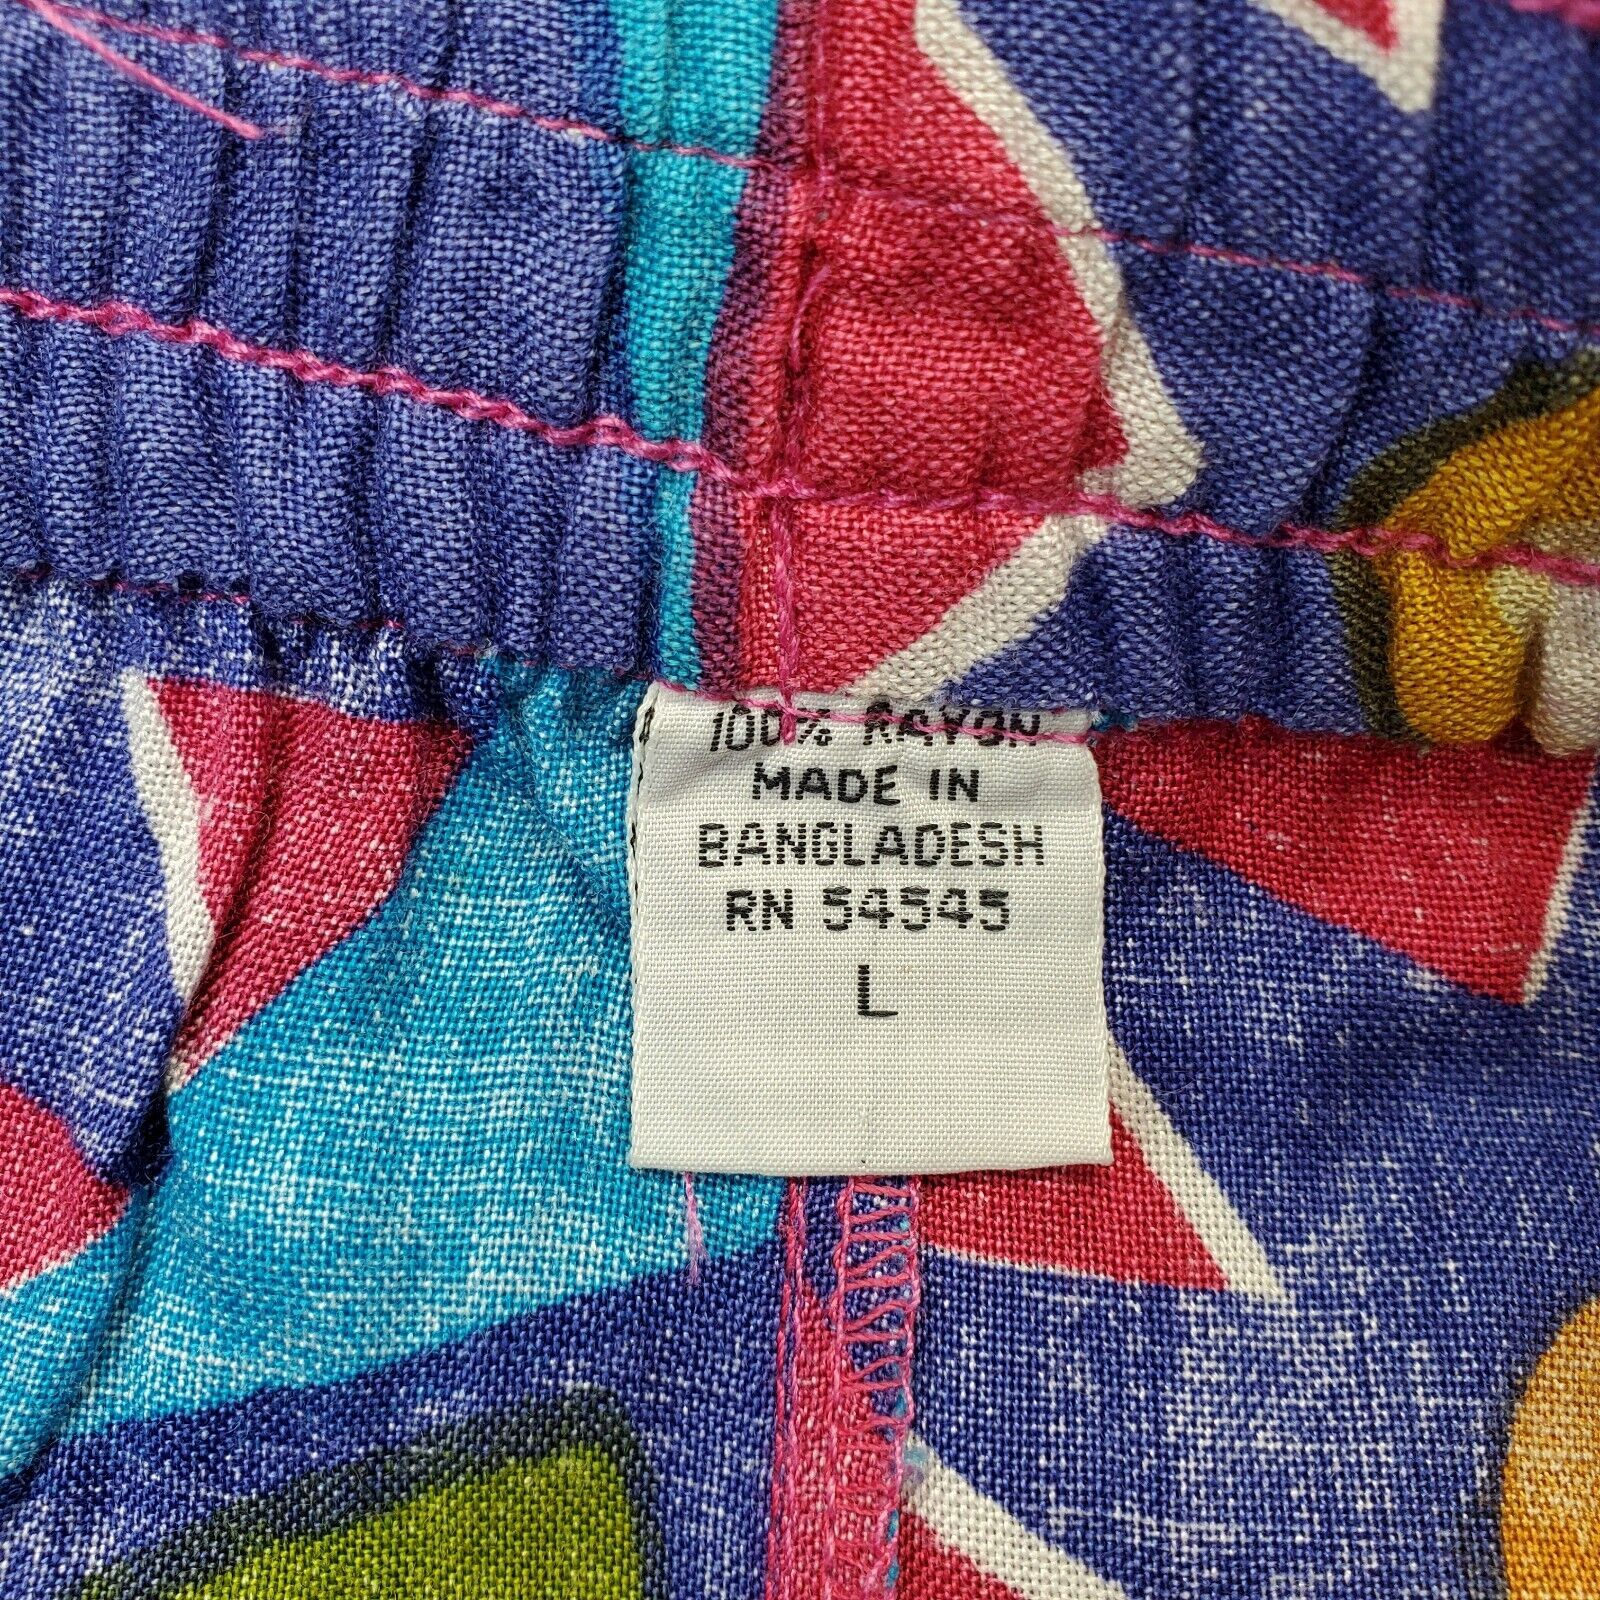 100% RAYON
MADE IN
BANGLADESH
RN 54545
L